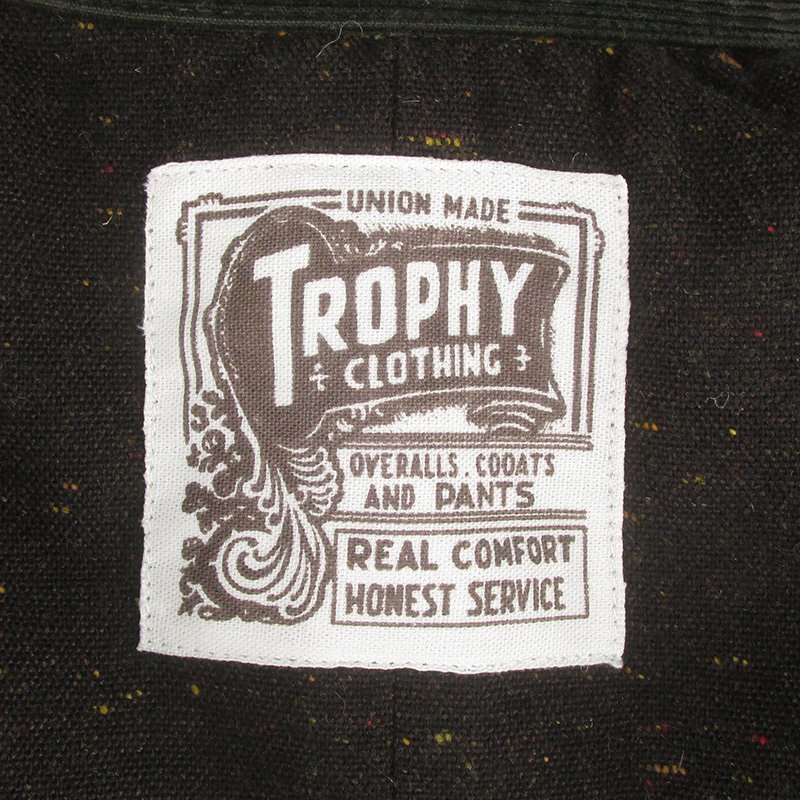 UNION MADE
TROPHY
CLOTHING
OVERALLS. COOATS
AND PANTS
REAL COMFORT
HONEST SERVICE